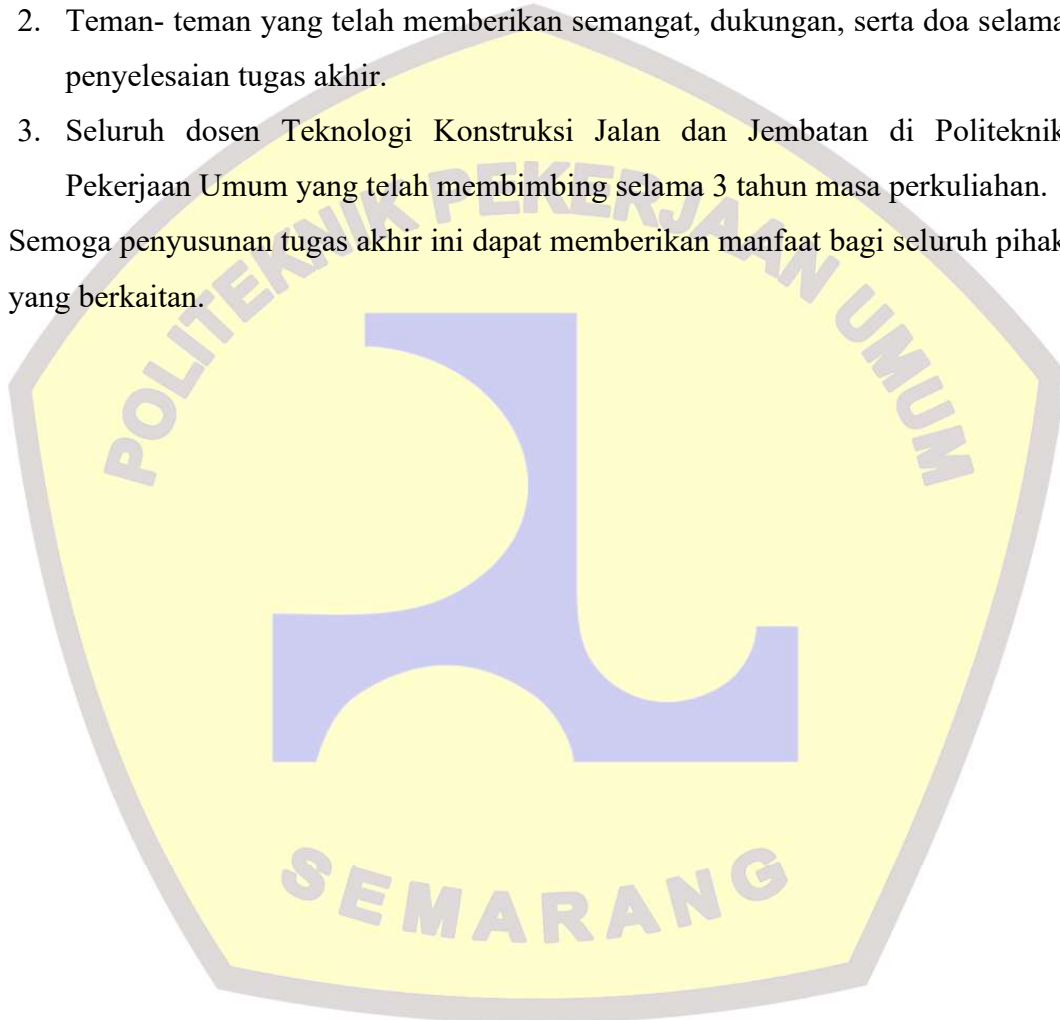 2. Teman- teman yang telah memberikan semangat, dukungan, serta doa selama
penyelesaian tugas akhir.
3. Seluruh dosen Teknologi Konstruksi Jalan dan Jembatan di Politeknik
Pekerjaan Umum yang telah membimbing selama 3 tahun masa perkuliahan.
Semoga penyusunan tugas akhir ini dapat memberikan manfaat bagi seluruh pihak
yang berkaitan.
POLITEKNIK PEKERJAAN UMUM
SEMARANG